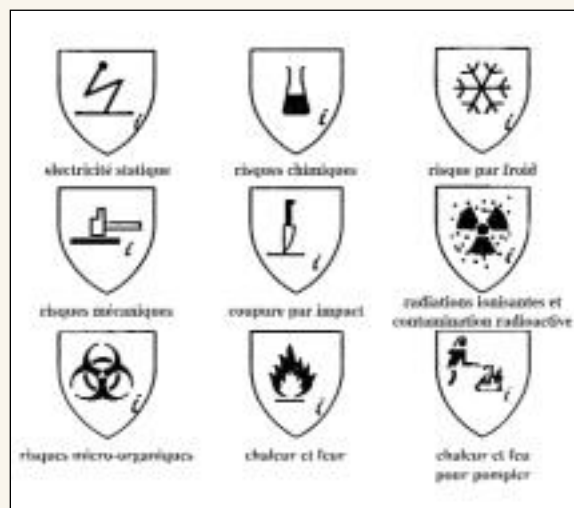 électricité statique
risques chimiques
risque par froid
risques mécaniques
coupure par impact
radiations ionisantes et
contamination radioactive
risques micro-organiques
chaleur et feur
chaleur et feu
pour pompier